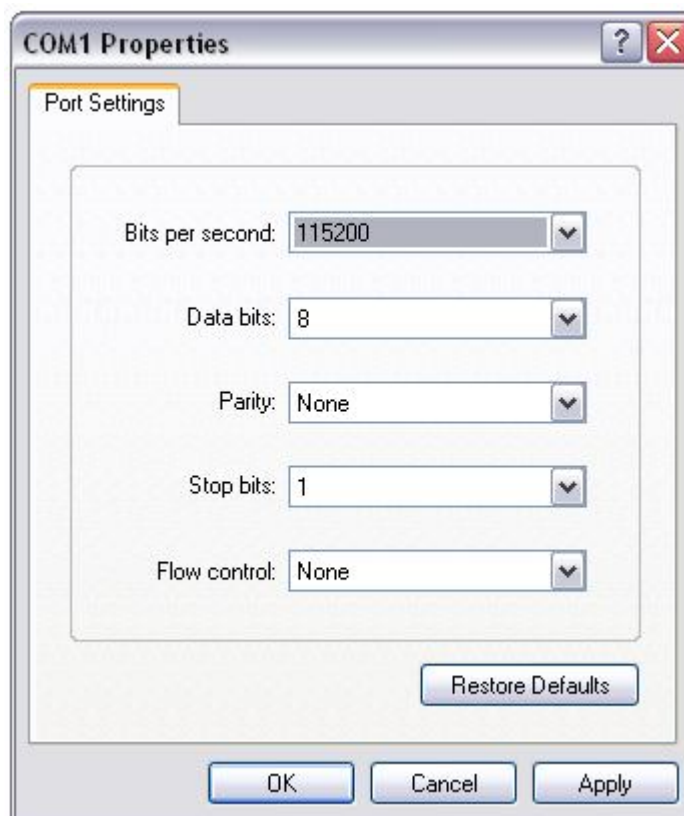 COM1 Properties
?
Port Settings
Bits per second: 115200
Data bits: 8
Parity: None
Stop bits: 1
Flow control: None
Restore Defaults
OK Cancel Apply